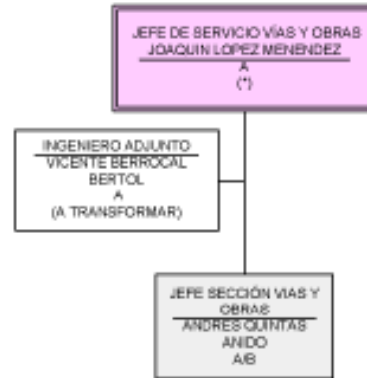 JEFE DE SERVICIO VÍAS Y OBRAS
JOAQUIN LOPEZ MENENDEZ
A
(*)
INGENIERO ADJUNTO
VICENTE BERROCAL
BERTOL
A
(A TRANSFORMAR)
JEFE SECCIÓN VIAS Y
OBRAS
ANDRES QUINTAS
ANIDO
A/B